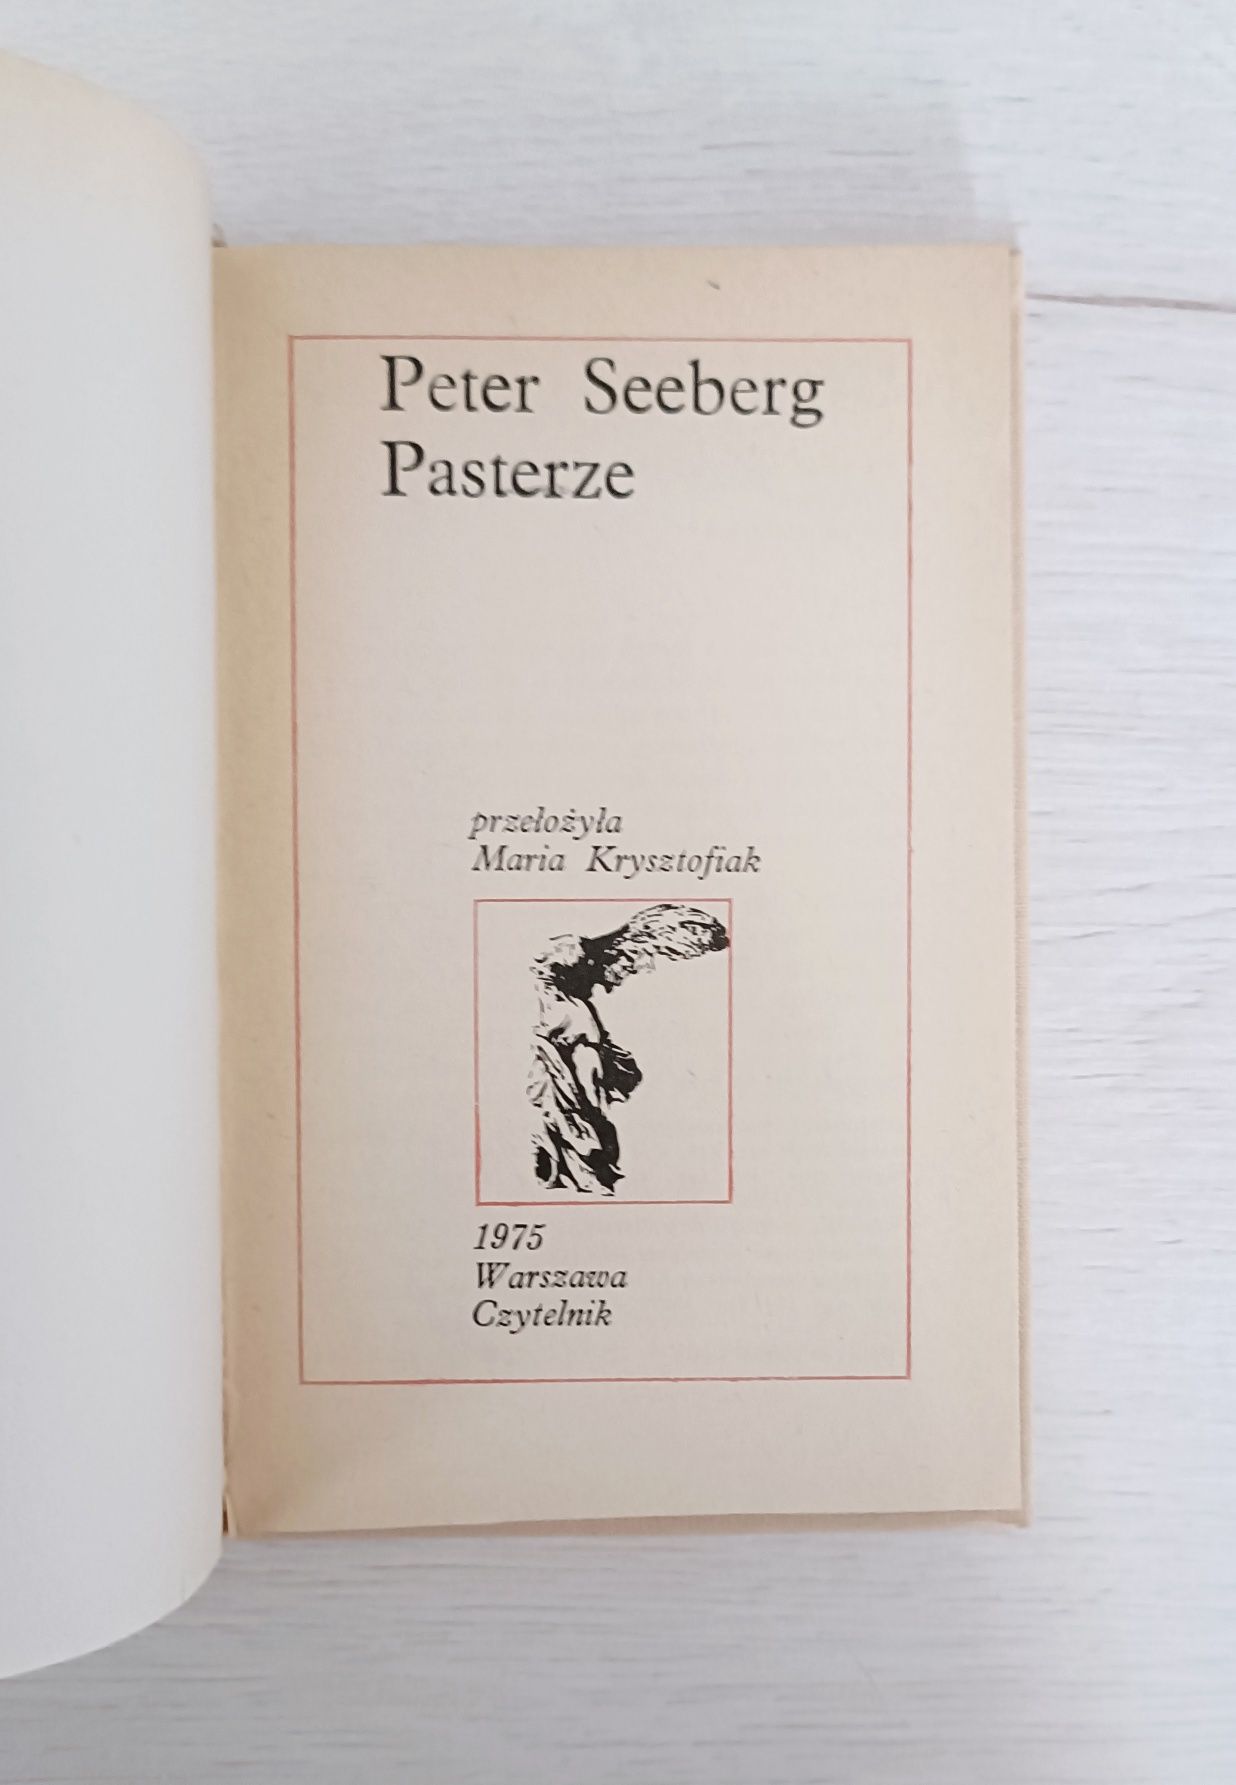 Peter Seeberg
Pasterze
przełożyła
Maria Krysztofiak
1975
Warszawa
Czytelnik